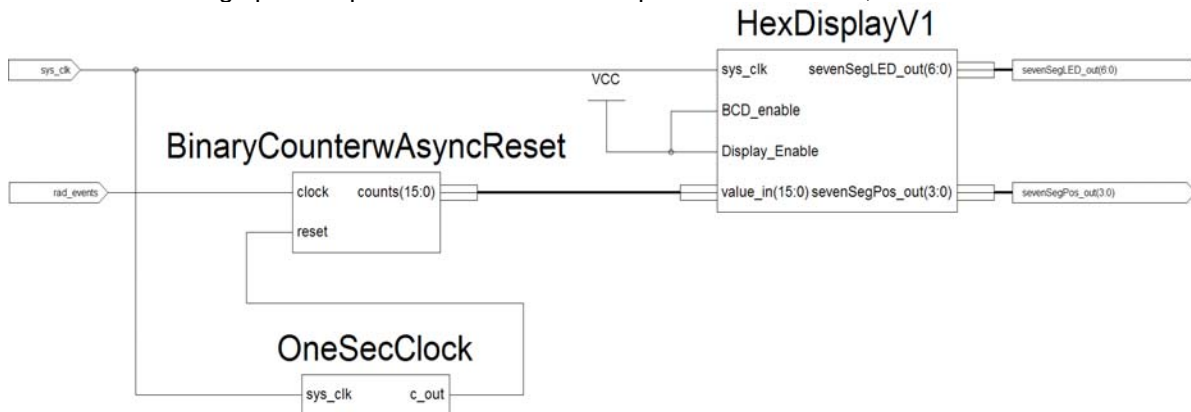 HexDisplayV1
sys_clk
sys_clk
sevenSegLED_out(6:0)
sevenSegLED_out(6:0)
VCC
BCD_enable
BinaryCounterwAsyncReset
Display_Enable
rad_events
clock
counts(15:0)
value_in(15:0)
sevenSegPos_out(3:0)
sevenSegPos_out(3:0)
reset
OneSecClock
sys_clk
c_out